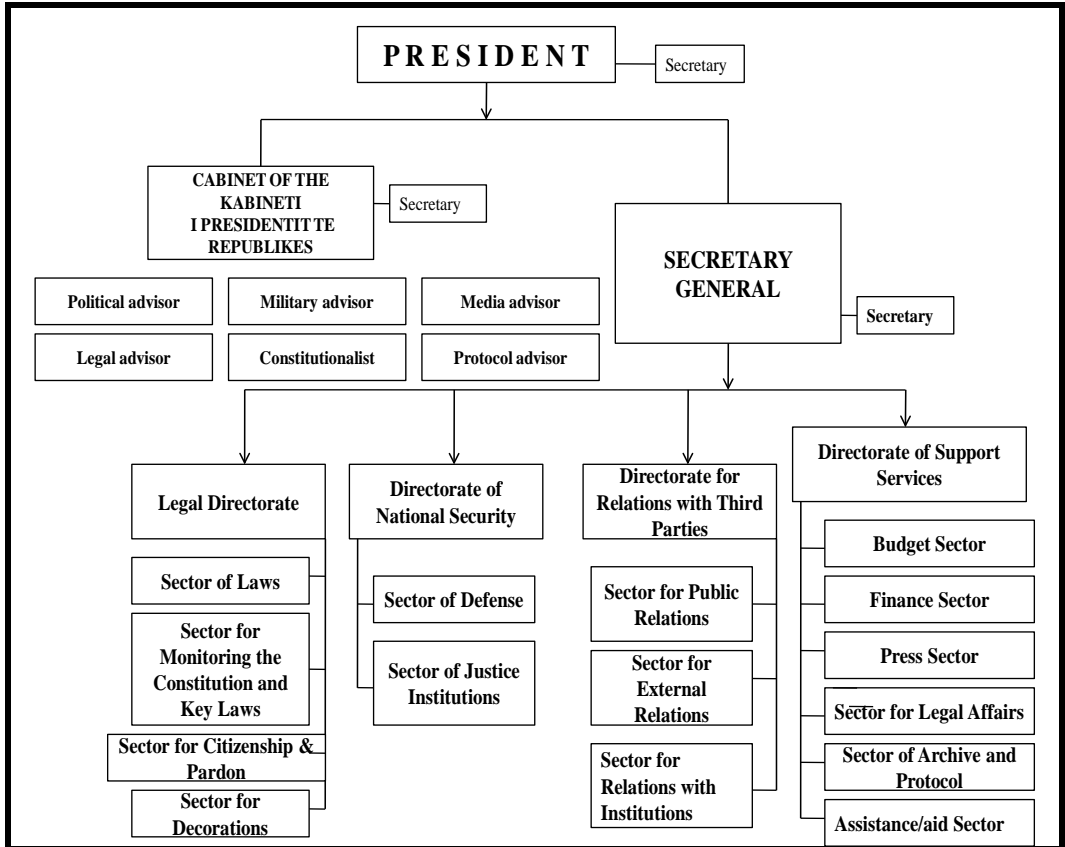 P R E S I D E N T
Secretary
CABINET OF THE
KABINETI
I PRESIDENTIT TE
REPUBLIKES
Secretary
SECRETARY
GENERAL
Secretary
Political advisor
Military advisor
Media advisor
Legal advisor
Constitutionalist
Protocol advisor
Legal Directorate
Sector of Laws
Sector for
Monitoring the
Constitution and
Key Laws
Sector for Citizenship &
Pardon
Sector for
Decorations
Directorate of
National Security
Sector of Defense
Sector of Justice
Institutions
Directorate for
Relations with Third
Parties
Sector for Public
Relations
Sector for
External
Relations
Sector for
Relations with
Institutions
Directorate of Support
Services
Budget Sector
Finance Sector
Press Sector
Sector for Legal Affairs
Sector of Archive and
Protocol
Assistance/aid Sector